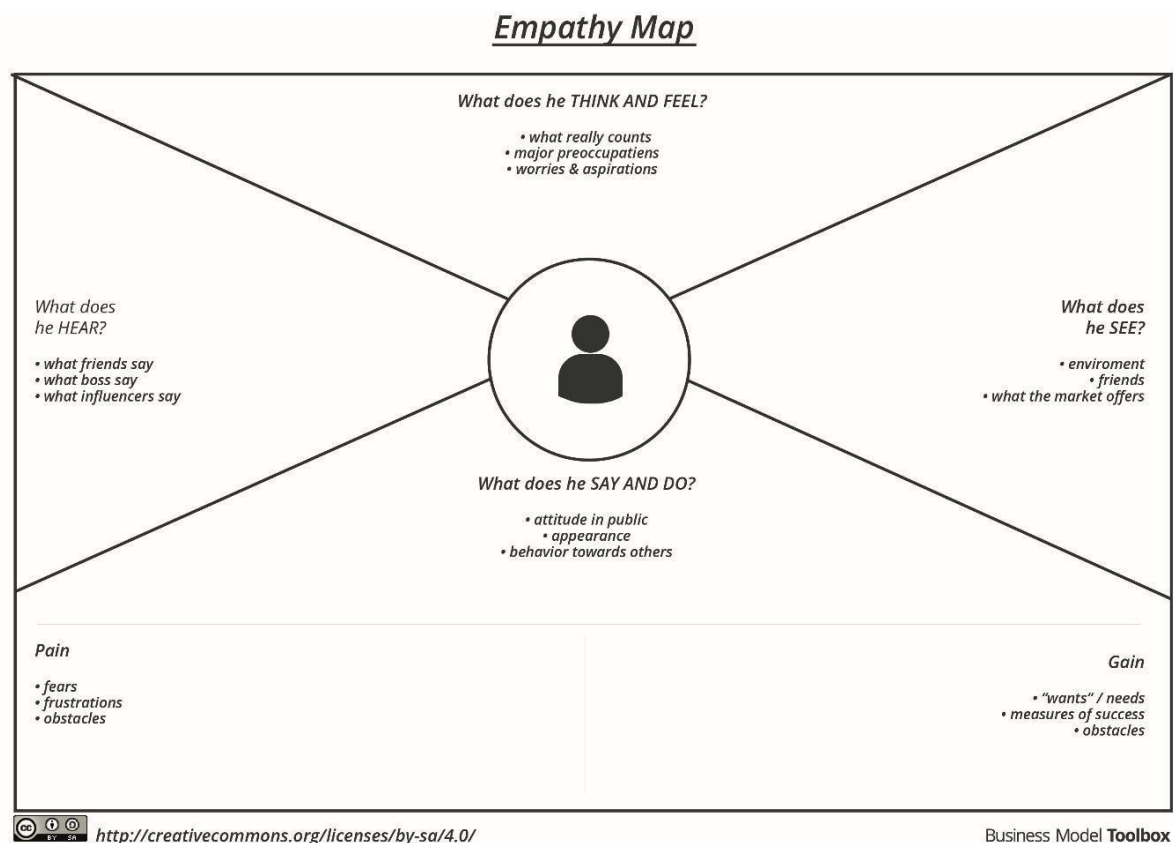 Empathy Map
What does he THINK AND FEEL?
• what really counts
• major preoccupatiens
• worries & aspirations
What does
he HEAR?
• what friends say
• what boss say
• what influencers say
What does
he SEE?
• enviroment
• friends
• what the market offers
What does he SAY AND DO?
• attitude in public
• appearance
• behavior towards others
Pain
• fears
• frustrations
• obstacles
Gain
• “wants“ / needs
• measures of success
• obstacles
cc BY SA
http://creativecommons.org/licenses/by-sa/4.0/
Business Model Toolbox